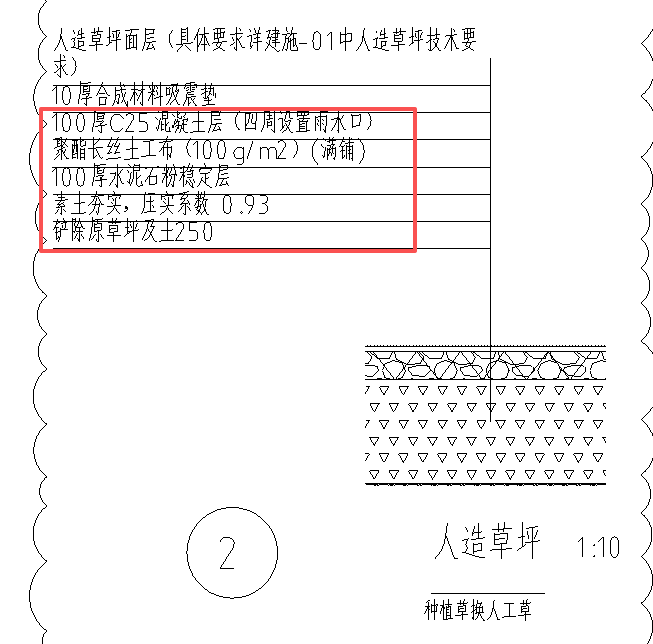 人造草坪面层（具体要求详建施-01中人造草坪技术要
求）
10厚合成材料吸震垫
100厚C25混凝土层（四周设置雨水口）
聚酯长丝土工布（100g/m2）(满铺)
100厚水泥石粉稳定层
素土夯实，压实系数 0.93
铲除原草坪及土250
2
人造草坪 1:10
种植草换人工草